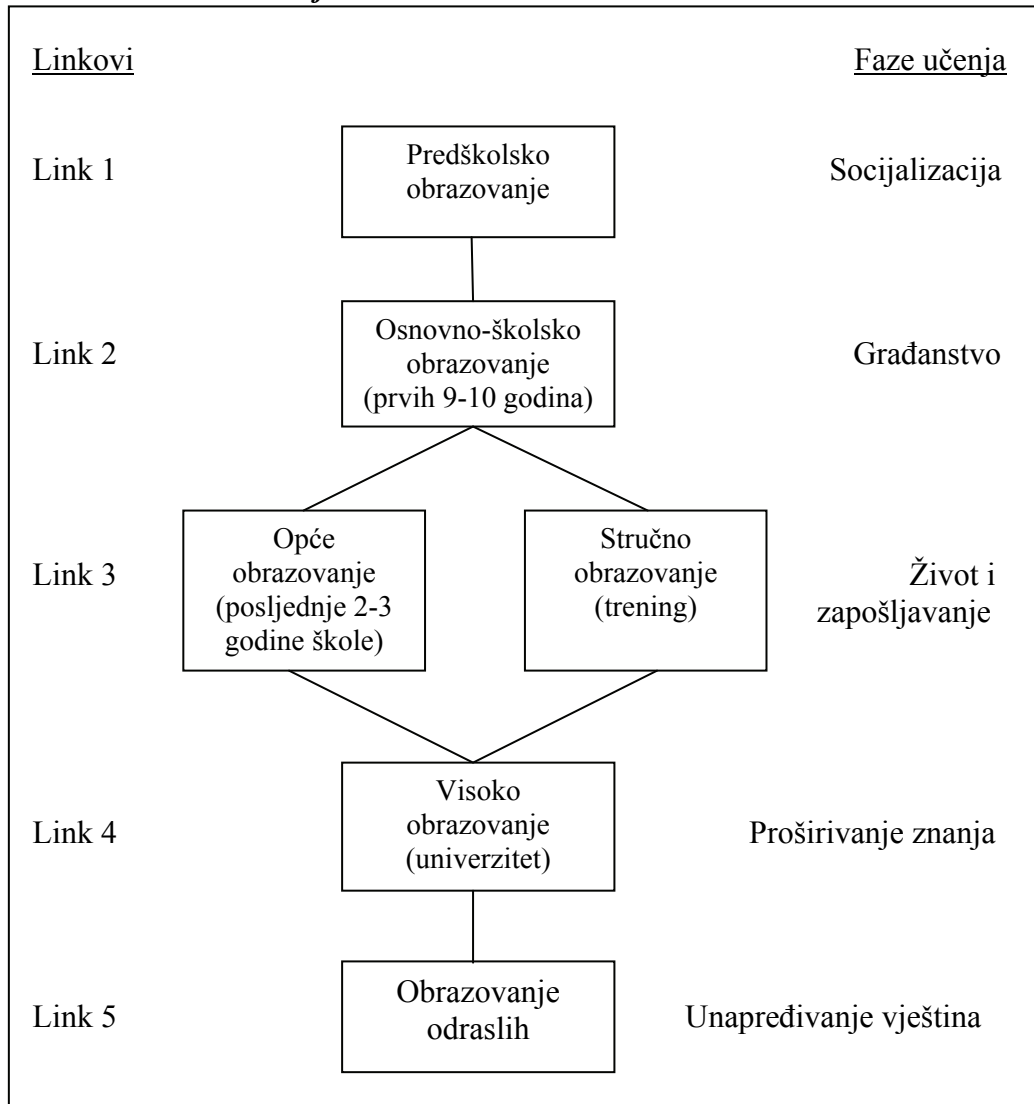 Linkovi Faze učenja
Link 1
Predškolsko
obrazovanje
Socijalizacija
Link 2
Osnovno-školsko
obrazovanje
(prvih 9-10 godina)
Građanstvo
Link 3
Opće
obrazovanje
(posljednje 2-3
godine škole)
Stručno
obrazovanje
(trening)
Život i
zapošljavanje
Link 4
Visoko
obrazovanje
(univerzitet)
Proširivanje znanja
Link 5
Obrazovanje
odraslih
Unapređivanje vještina